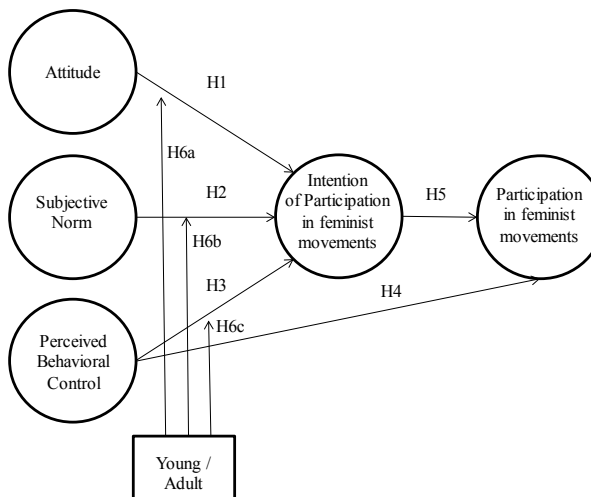 Attitude
H1
H6a
Subjective
Norm
H2
H6b
Intention
of Participation
in feminist
movements
H5
Participation
in feminist
movements
H3
H4
H6c
Perceived
Behavioral
Control
Young /
Adult